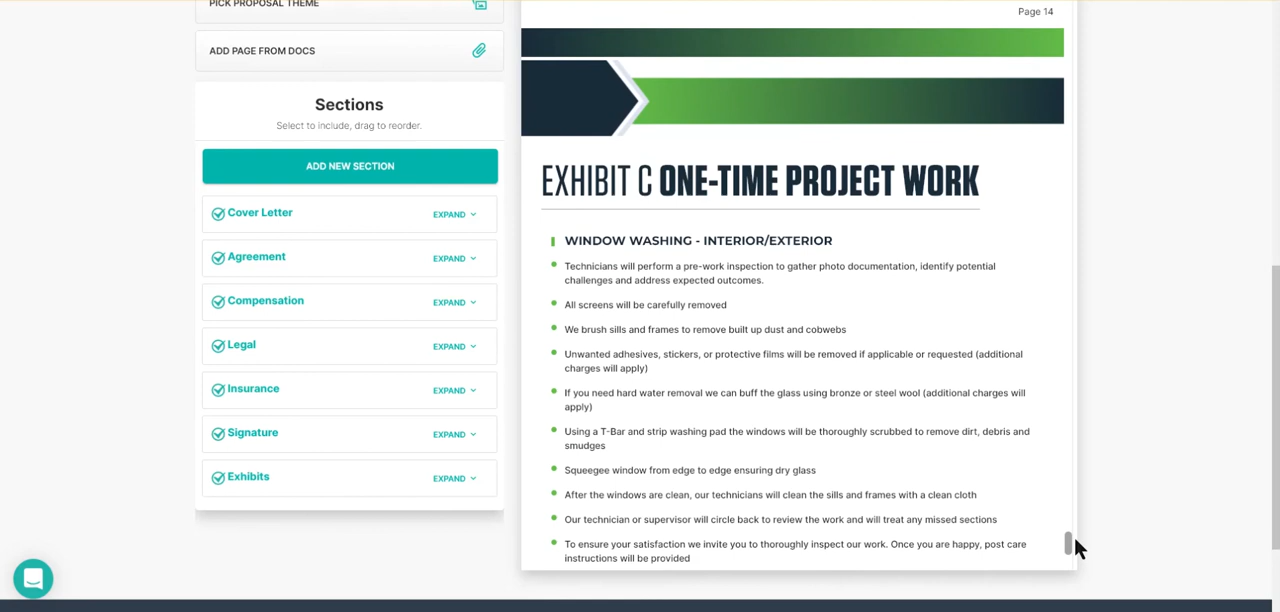 PICK PROPOSAL THEME
ADD PAGE FROM DOCS
Sections
Select to include, drag to reorder.
ADD NEW SECTION
Cover Letter EXPAND
Agreement EXPAND
Compensation EXPAND
Legal EXPAND
Insurance EXPAND
Signature EXPAND
Exhibits EXPAND
Page 14
EXHIBIT C ONE-TIME PROJECT WORK
WINDOW WASHING - INTERIOR/EXTERIOR
Technicians will perform a pre-work inspection to gather photo documentation, identify potential
challenges and address expected outcomes.
All screens will be carefully removed
We brush sills and frames to remove built up dust and cobwebs
Unwanted adhesives, stickers, or protective films will be removed if applicable or requested (additional
charges will apply)
If you need hard water removal we can buff the glass using bronze or steel wool (additional charges will
apply)
Using a T-Bar and strip washing pad the windows will be thoroughly scrubbed to remove dirt, debris and
smudges
Squeegee window from edge to edge ensuring dry glass
After the windows are clean, our technicians will clean the sills and frames with a clean cloth
Our technician or supervisor will circle back to review the work and will treat any missed sections
To ensure your satisfaction we invite you to thoroughly inspect our work. Once you are happy, post care
instructions will be provided